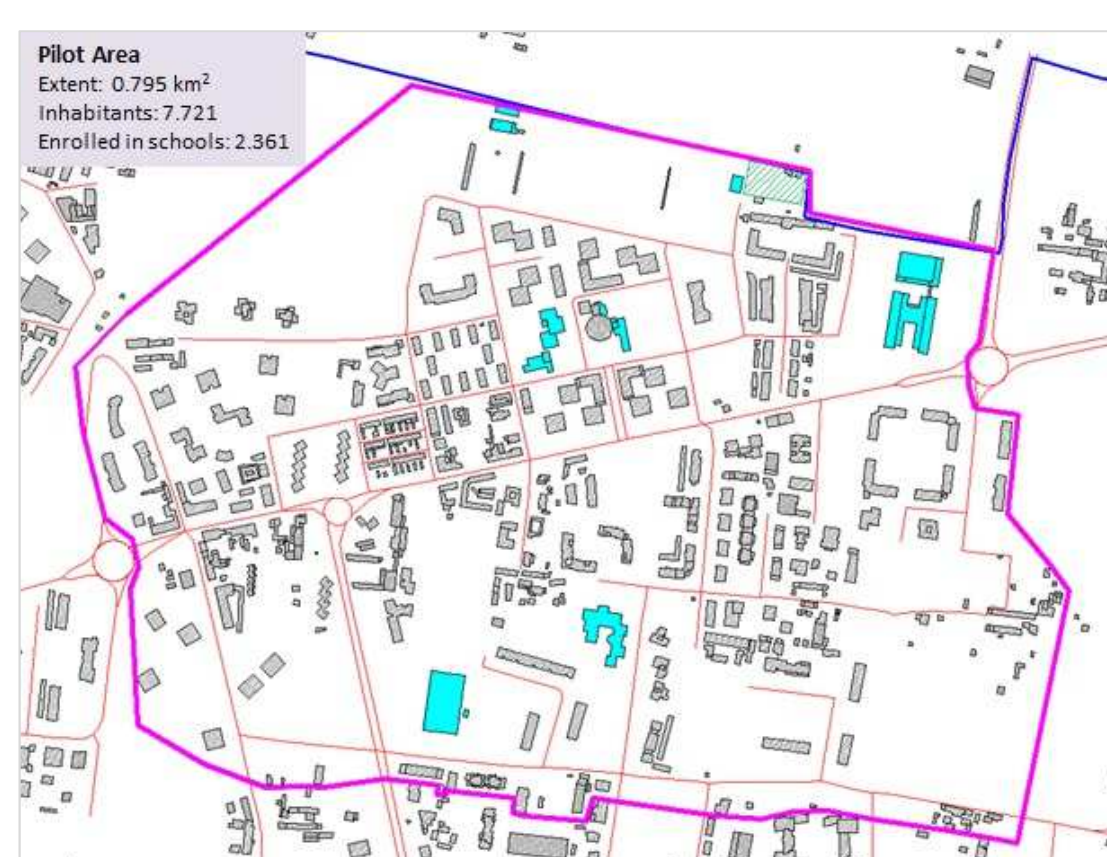 Pilot Area
Extent: 0.795 km²
Inhabitants: 7.721
Enrolled in schools: 2.361